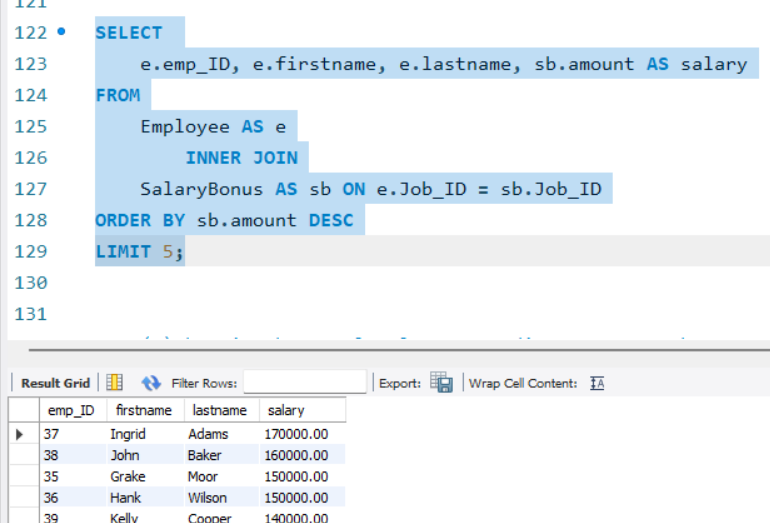 121
122 SELECT
123 e.emp_ID, e.firstname, e.lastname, sb.amount AS salary
124 FROM
125 Employee AS e
126 INNER JOIN
127 SalaryBonus AS sb ON e.Job_ID = sb.Job_ID
128 ORDER BY sb.amount DESC
129 LIMIT 5;
130
131
Result Grid Filter Rows: Export: Wrap Cell Content:
emp_ID firstname lastname salary
37 Ingrid Adams 170000.00
38 John Baker 160000.00
35 Grake Moor 150000.00
36 Hank Wilson 150000.00
39 Kelly Cooper 140000.00